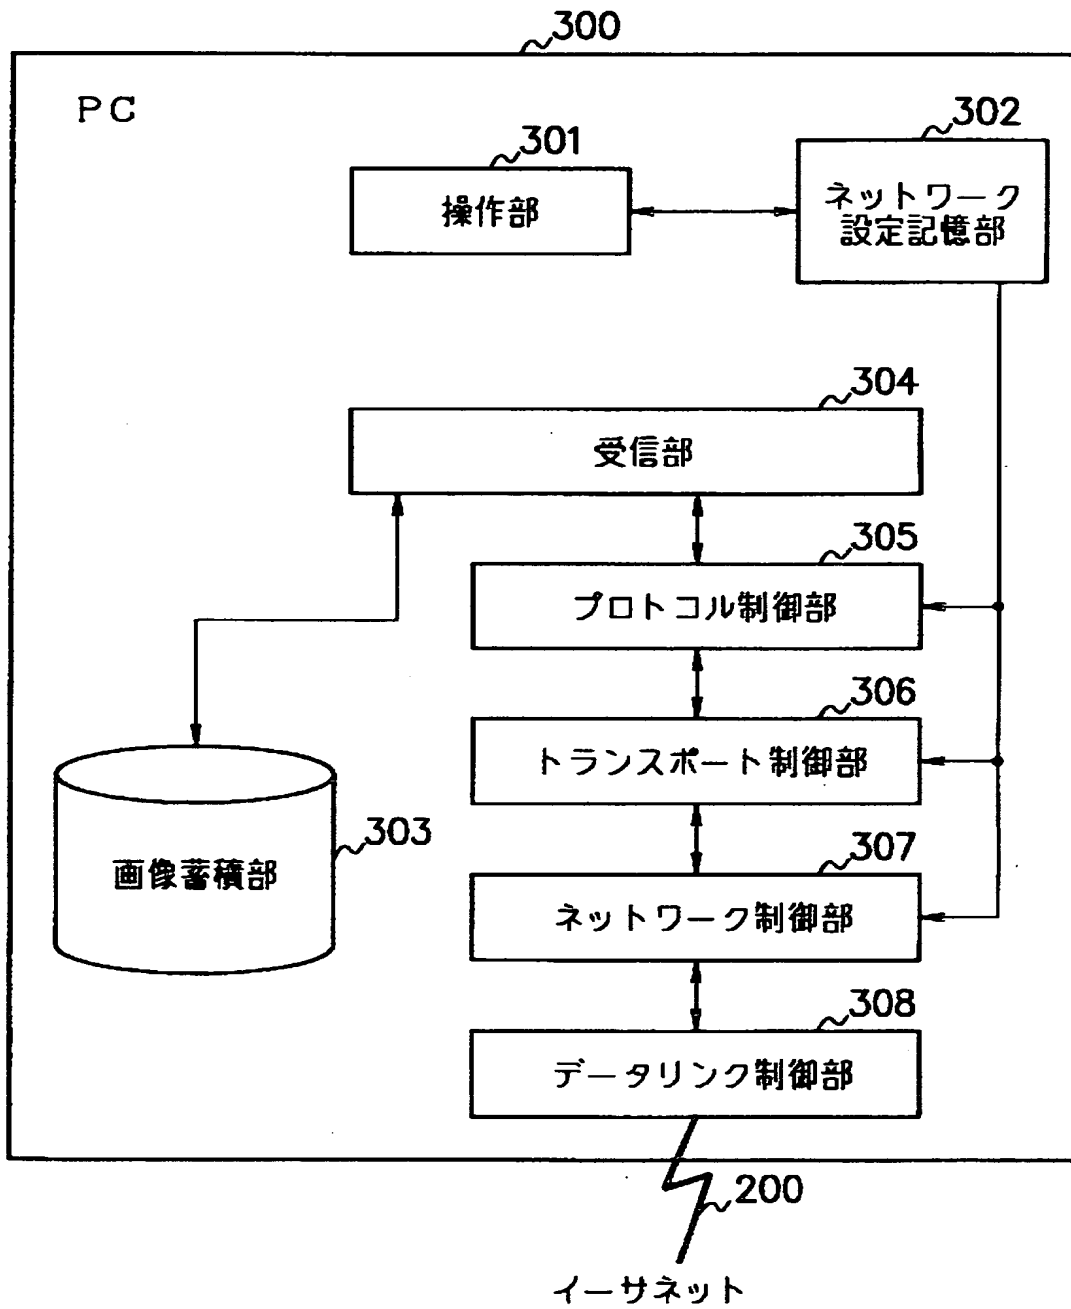 300
PC
302
301
操作部
ネットワーク
設定記憶部
304
受信部
305
プロトコル制御部
306
トランスポート制御部
303
画像蓄積部
307
ネットワーク制御部
308
データリンク制御部
200
イーサネット